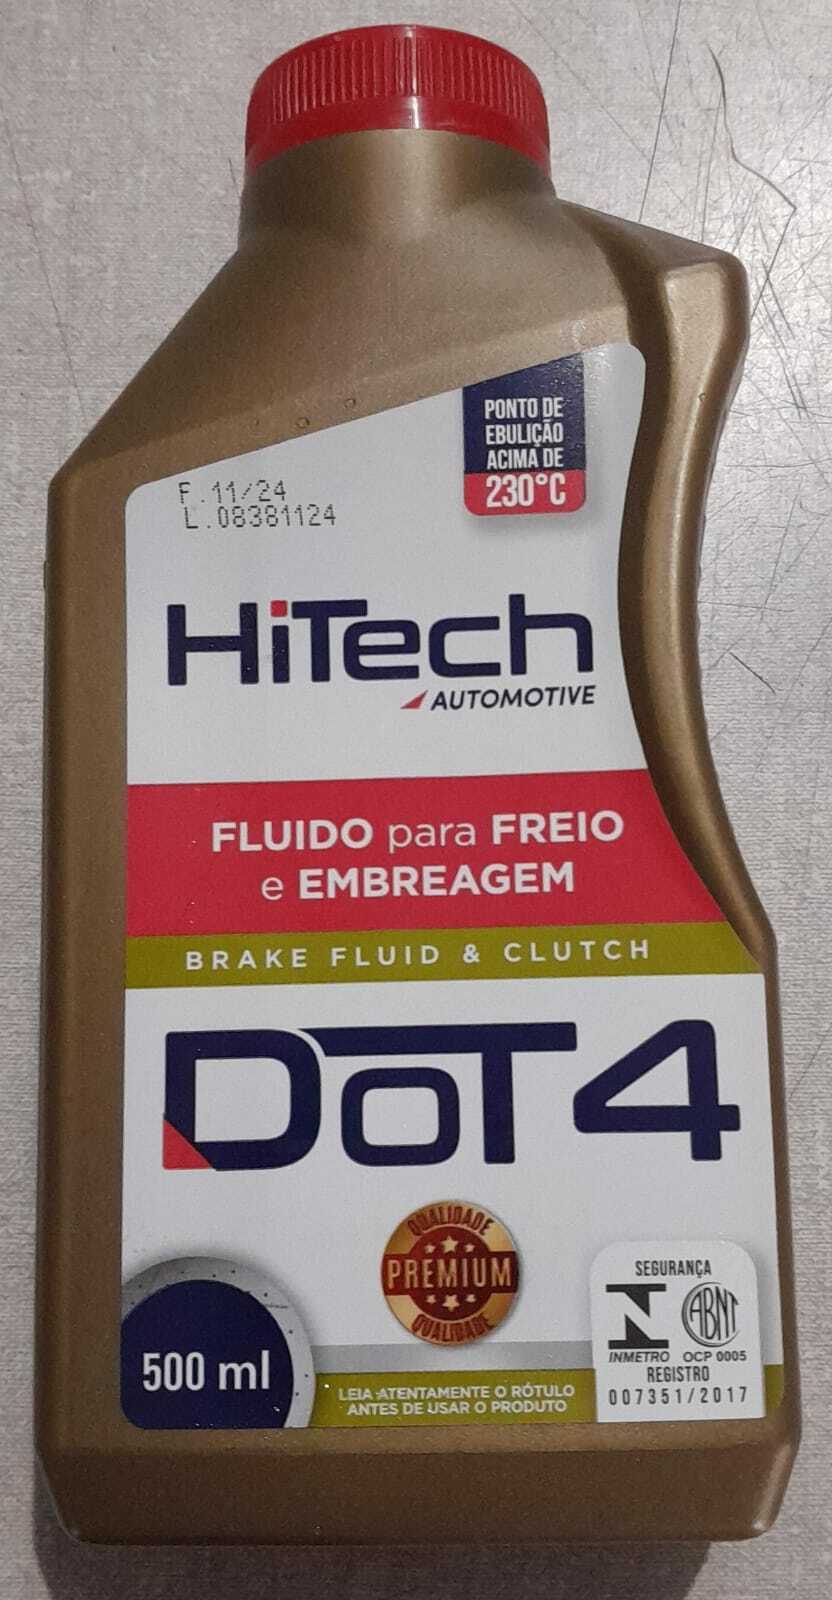 PONTO DE
EBULIÇÃO
ACIMA DE
230°C
F.11/24
L.08381124
HiTech
AUTOMOTIVE
FLUIDO para FREIO
e EMBREAGEM
BRAKE FLUID & CLUTCH
DOT4
QUALIDADE
PREMIUM
QUALIDADE
SEGURANÇA
ABNT
INMETRO OCP 0005
REGISTRO
007351/2017
500 ml
LEIA ATENTAMENTE O RÓTULO
ANTES DE USAR O PRODUTO